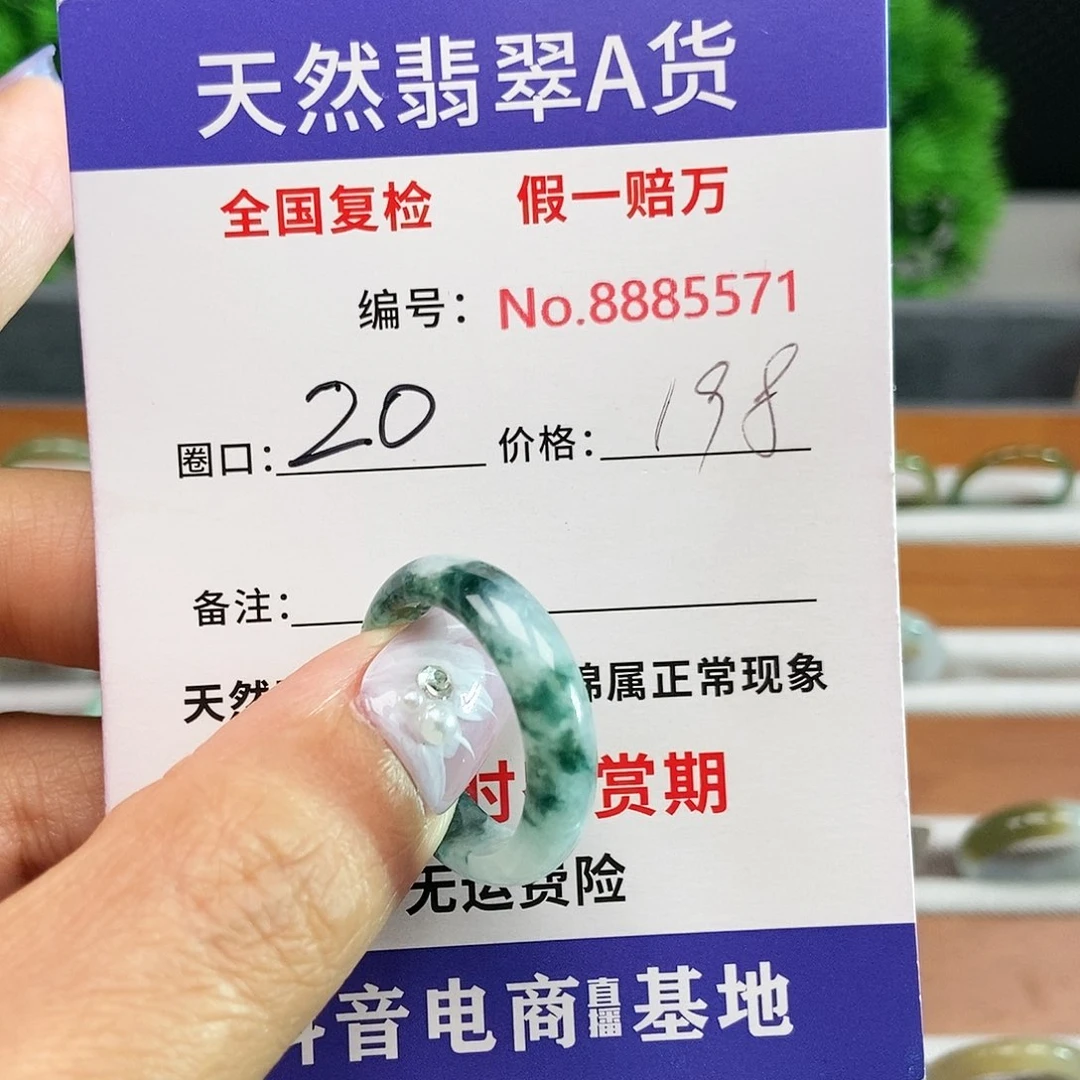 天然翡翠A货
全国复检 假一赔万
编号：No.8885571
圈口：20 价格：198
备注：
天然 棉属正常现象
时 赏期
无运费险
抖音电商直播基地